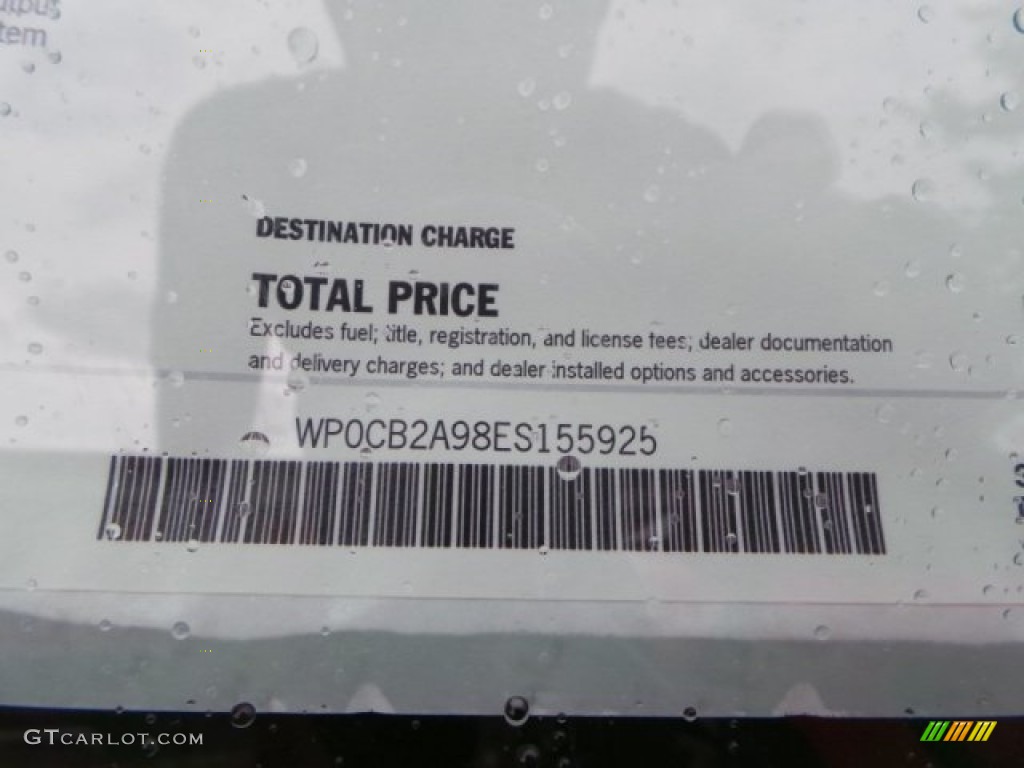 tem
DESTINATION CHARGE
TOTAL PRICE
Excludes fuel; title, registration, and license fees; dealer documentation
and delivery charges; and dealer installed options and accessories.
WP0CB2A98ES155925
GTCARLOT.COM